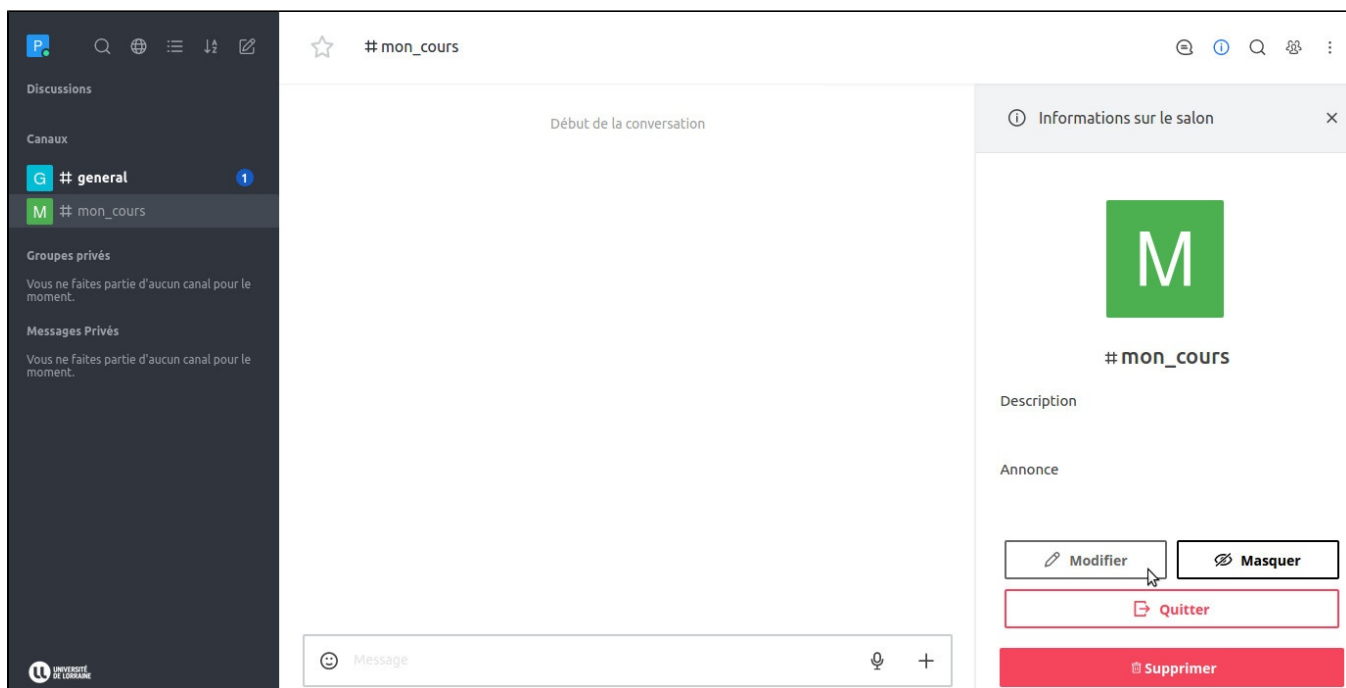 P
# mon_cours
Discussions
Canaux
G # general 1
M # mon_cours
Groupes privés
Vous ne faites partie d'aucun canal pour le
moment.
Messages Privés
Vous ne faites partie d'aucun canal pour le
moment.
UNIVERSITÉ
DE LORRAINE
Début de la conversation
Message
Informations sur le salon
M
# mon_cours
Description
Annonce
Modifier
Masquer
Quitter
Supprimer